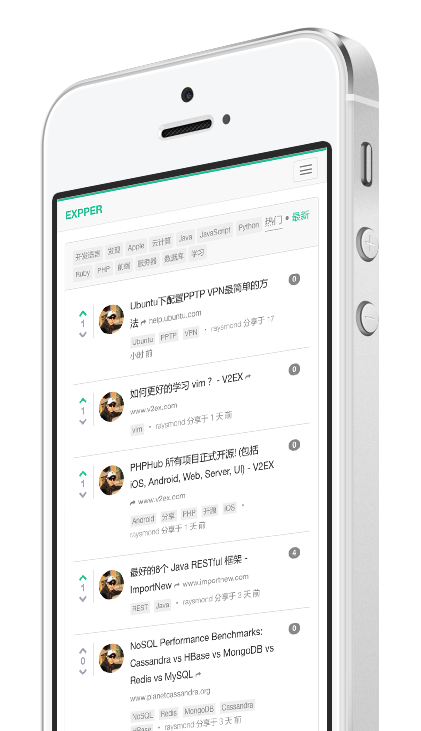 EXPPER
开发语言 发现 Apple 云计算 Java JavaScript Python 热门 • 最新
Ruby PHP 前端 服务器 数据库 学习
Ubuntu下配置PPTP VPN最简单的方 0
1 法 help.ubuntu.com
Ubuntu PPTP VPN • raysmond 分享于 17
小时前
如何更好的学习 vim ？ - V2EX 0
1 www.v2ex.com
vim • raysmond 分享于 1 天前
PHPHub 所有项目正式开源! (包括 0
1 iOS, Android, Web, Server, UI) - V2EX
www.v2ex.com
Android 分享 PHP 开源 iOS •
raysmond 分享于 1 天前
最好的8个 Java RESTful 框架 - 4
1 ImportNew www.importnew.com
REST Java • raysmond 分享于 3 天前
NoSQL Performance Benchmarks: 0
0 Cassandra vs HBase vs MongoDB vs
Redis vs MySQL
www.planetcassandra.org
NoSQL Redis MongoDB Cassandra
HBase • raysmond 分享于 3 天前